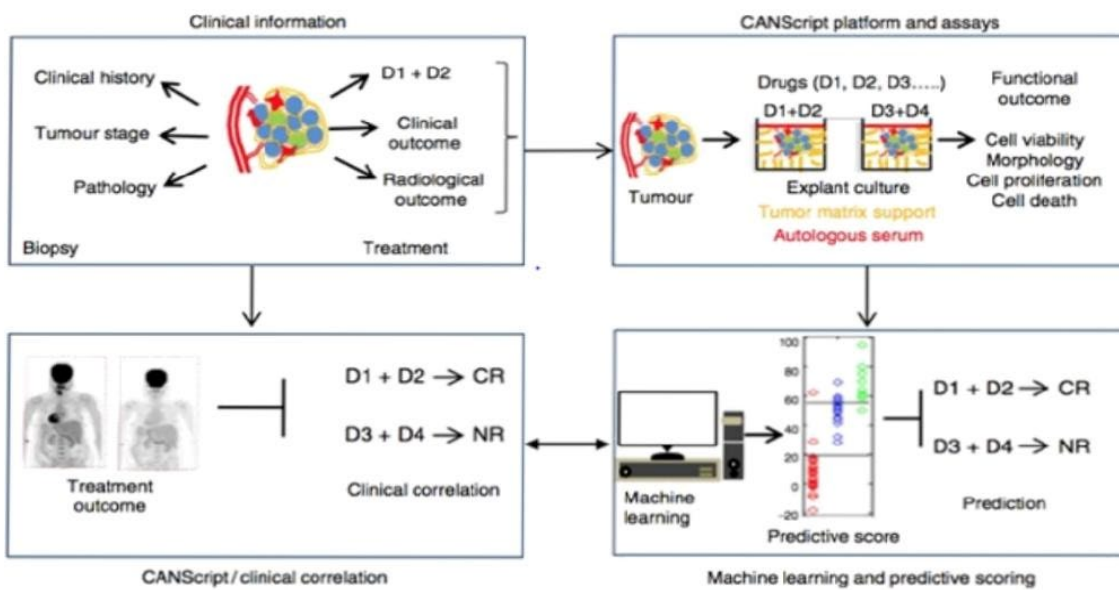 Clinical information
Clinical history
Tumour stage
Pathology
Biopsy
D1 + D2
Clinical
outcome
Radiological
outcome
Treatment
CANScript platform and assays
Drugs (D1, D2, D3.....)
D1+D2
D3+D4
Tumour
Explant culture
Tumor matrix support
Autologous serum
Functional
outcome
Cell viability
Morphology
Cell proliferation
Cell death
Treatment
outcome
D1 + D2 → CR
D3 + D4 → NR
Clinical correlation
CANScript / clinical correlation
Machine
learning
100
80
60
40
20
0
-20
Predictive score
D1 + D2 → CR
D3 + D4 → NR
Prediction
Machine learning and predictive scoring